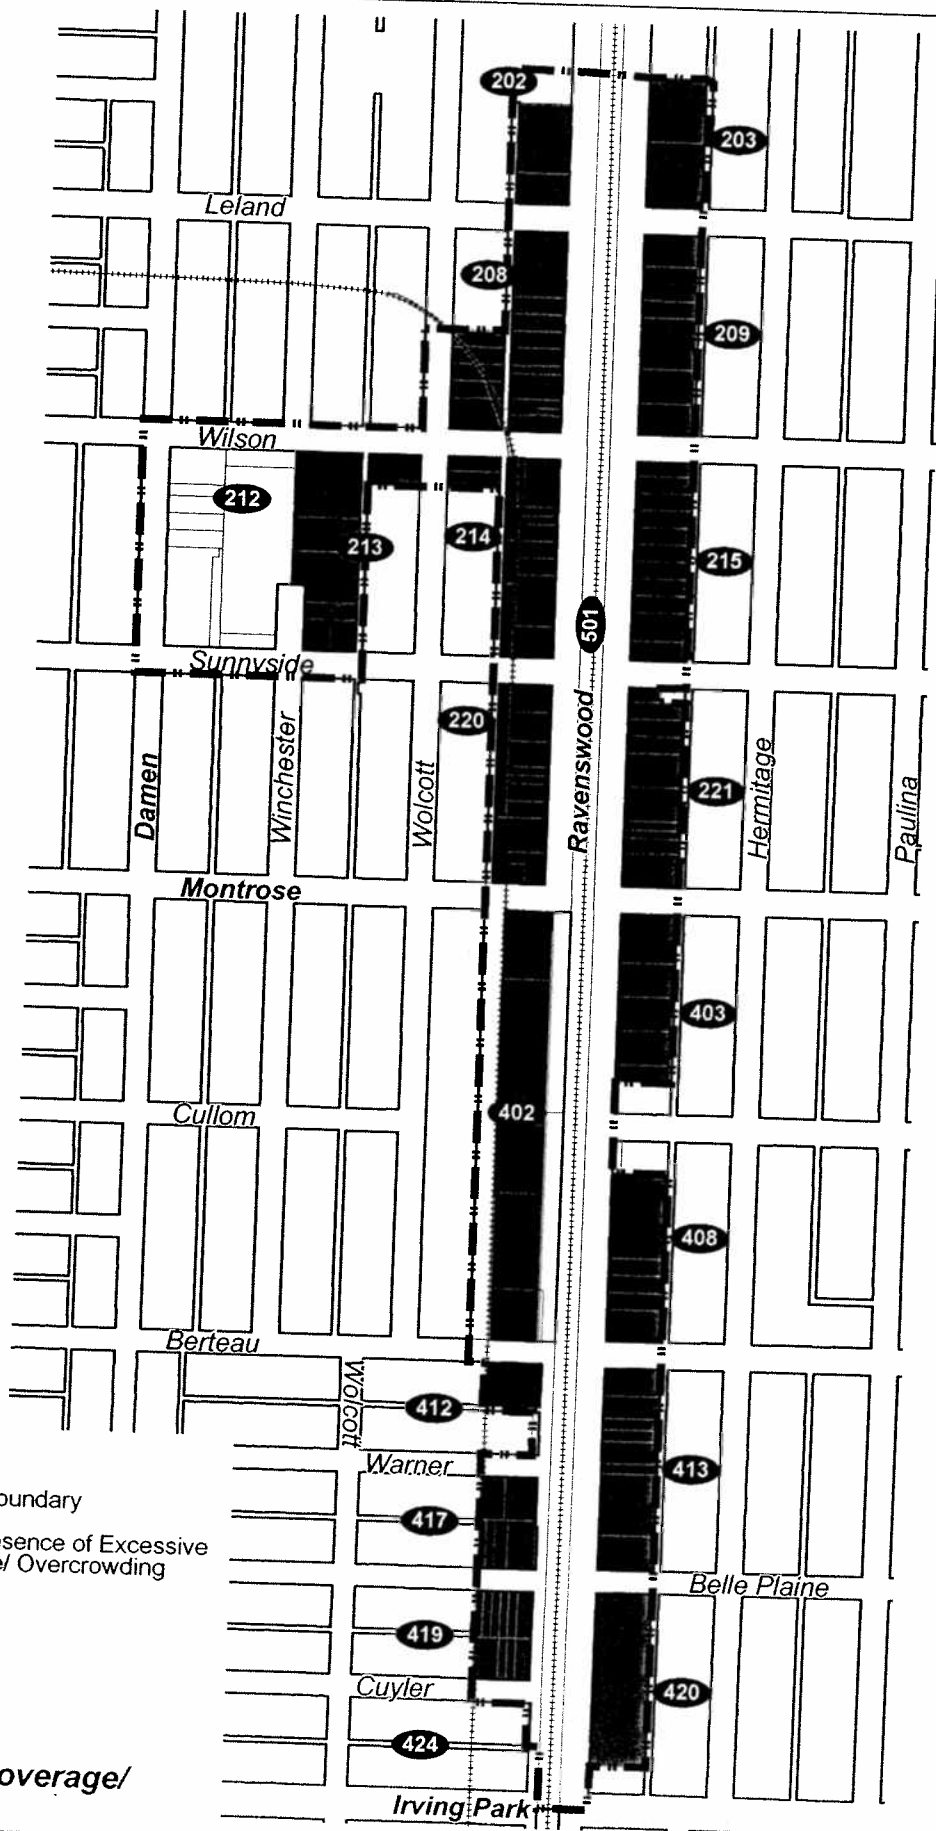 202
203
Leland
208
209
Wilson
212
213
214
215
501
Sunnyside
220
221
Damen
Winchester
Wolcott
Ravenswood
Hermitage
Paulina
Montrose
403
402
Cullom
408
Berteau
Wolcott
412
Warner
413
oundary
417
esence of Excessive
e/ Overcrowding
Belle Plaine
419
Cuyler
420
424
overage/
Irving Park